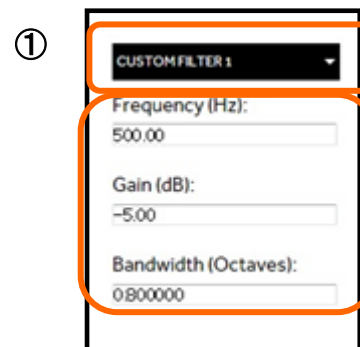 ①
CUSTOM FILTER 1
Frequency (Hz):
500.00
Gain (dB):
-5.00
Bandwidth (Octaves):
0.800000